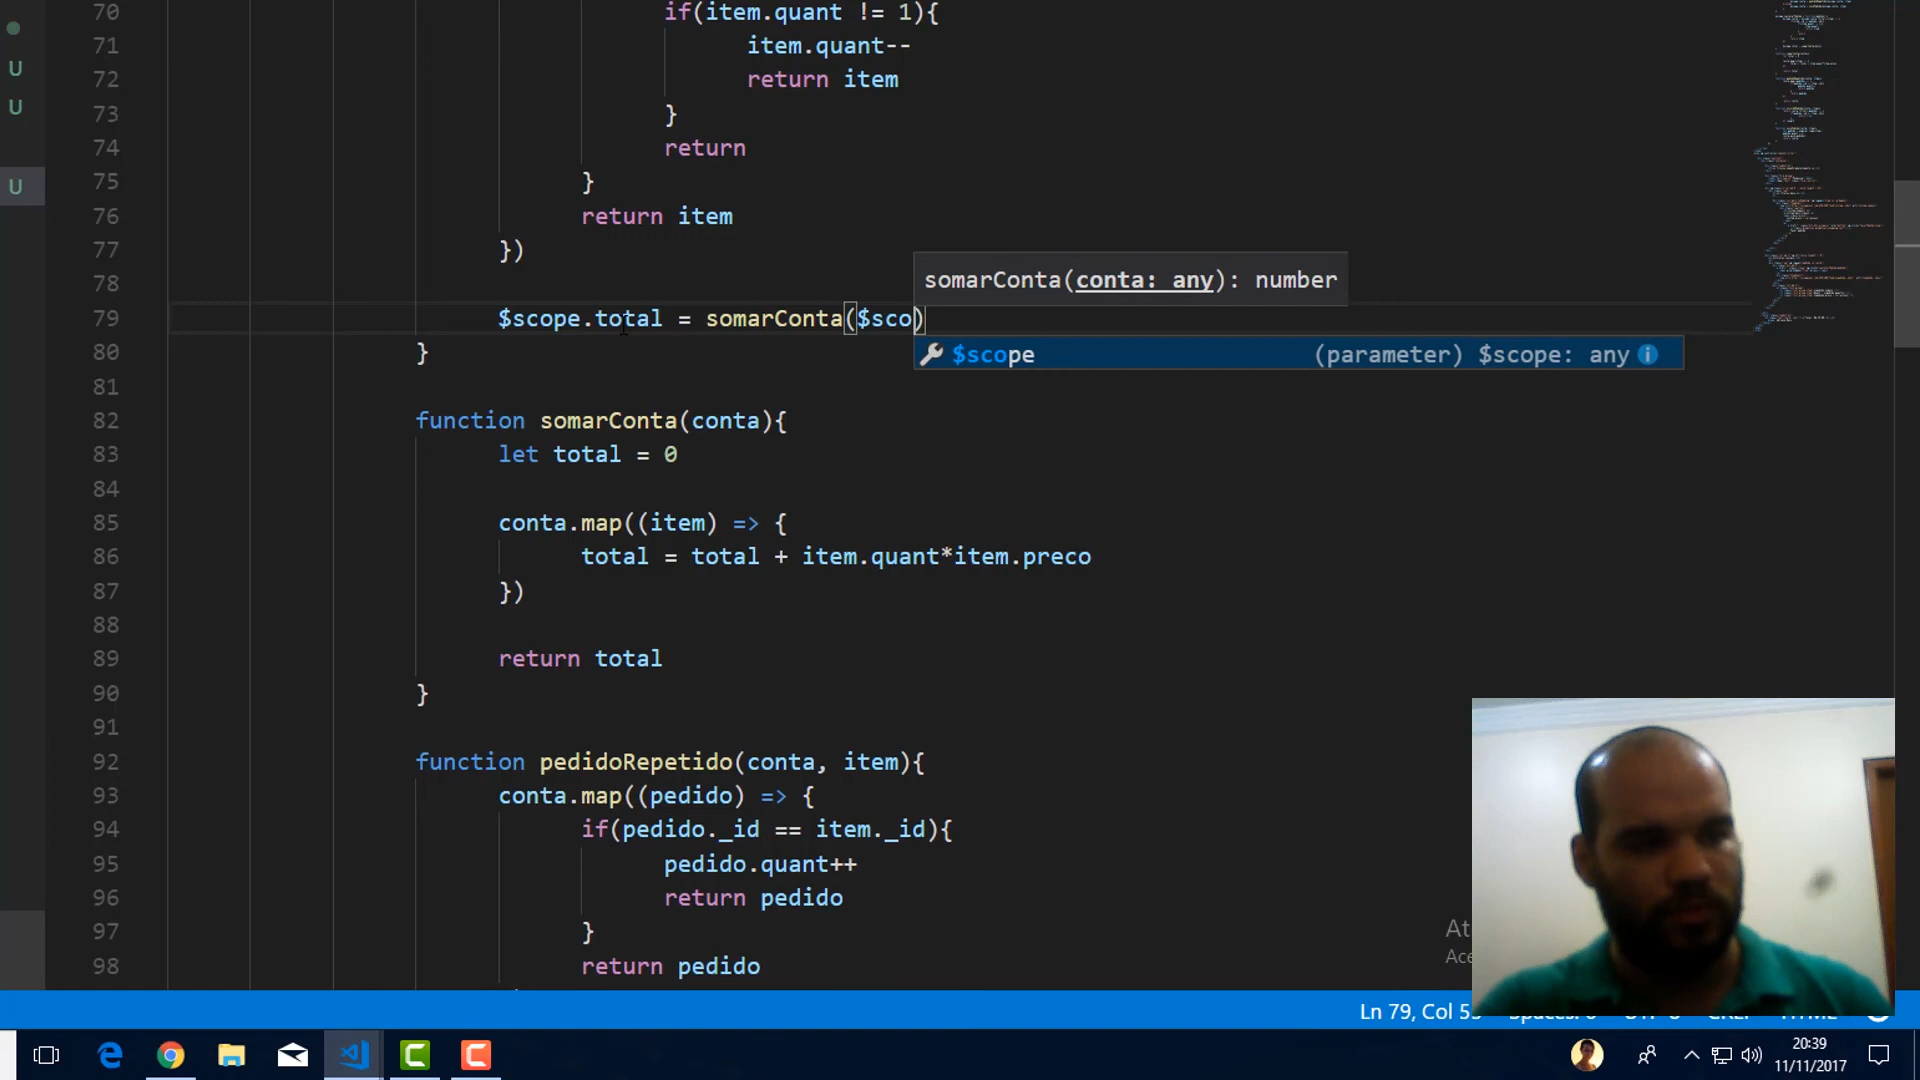 70 if(item.quant != 1){
71 item.quant--
72 return item
73 }
74 return
75 }
76 return item
77 })
78
somarConta(conta: any): number
79 $scope.total = somarConta($sco)
$scope (parameter) $scope: any
80 }
81
82 function somarConta(conta){
83 let total = 0
84
85 conta.map((item) => {
86 total = total + item.quant*item.preco
87 })
88
89 return total
90 }
91
92 function pedidoRepetido(conta, item){
93 conta.map((pedido) => {
94 if(pedido._id == item._id){
95 pedido.quant++
96 return pedido
97 }
98 return pedido
U
U
U
Ln 79, Col
20:39
11/11/2017